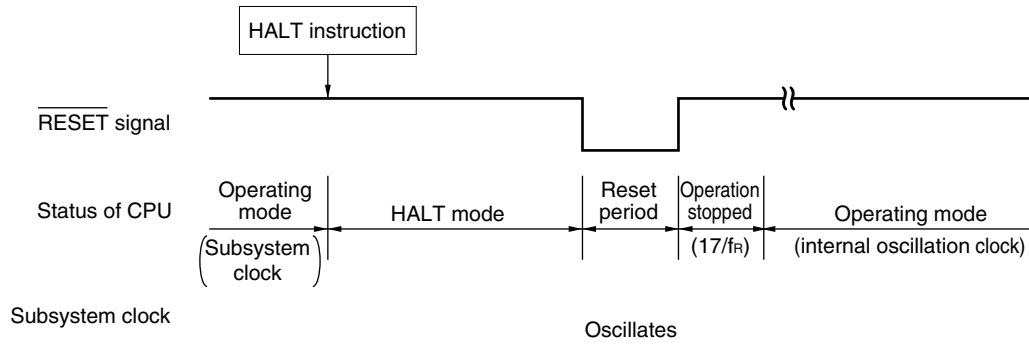 HALT instruction
RESET signal
Status of CPU
Operating
mode
(Subsystem
clock)
HALT mode
Reset
period
Operation
stopped
(17/fR)
Operating mode
(internal oscillation clock)
Subsystem clock
Oscillates